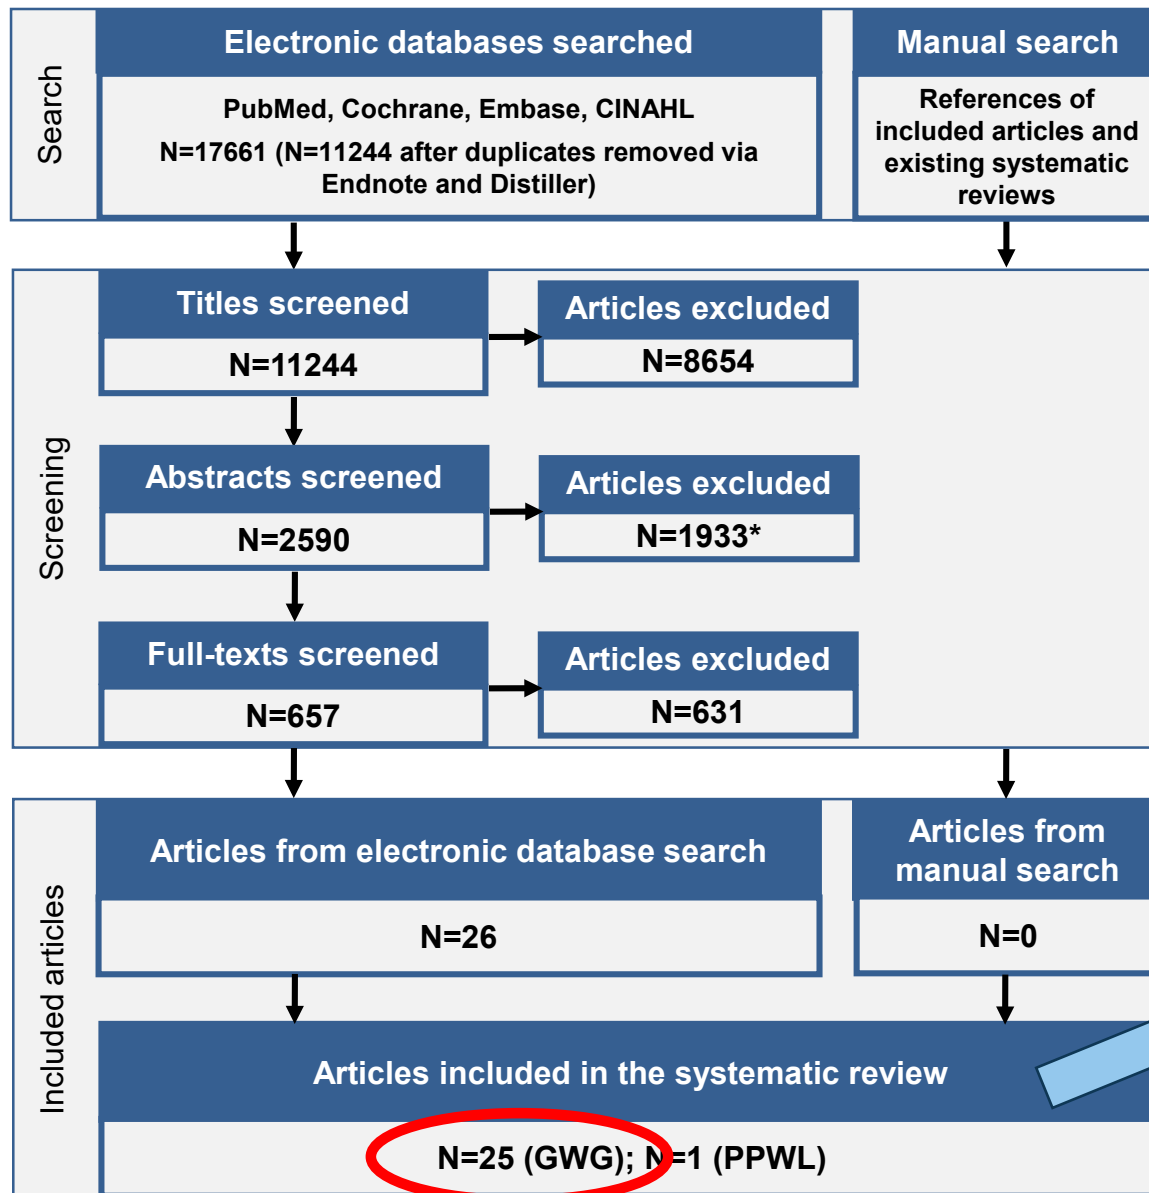 Search
Electronic databases searched
PubMed, Cochrane, Embase, CINAHL
N=17661 (N=11244 after duplicates removed via
Endnote and Distiller)
Manual search
References of
included articles and
existing systematic
reviews
Screening
Titles screened
N=11244
Articles excluded
N=8654
Abstracts screened
N=2590
Articles excluded
N=1933*
Full-texts screened
N=657
Articles excluded
N=631
Included articles
Articles from electronic database search
N=26
Articles from
manual search
N=0
Articles included in the systematic review
N=25 (GWG); N=1 (PPWL)